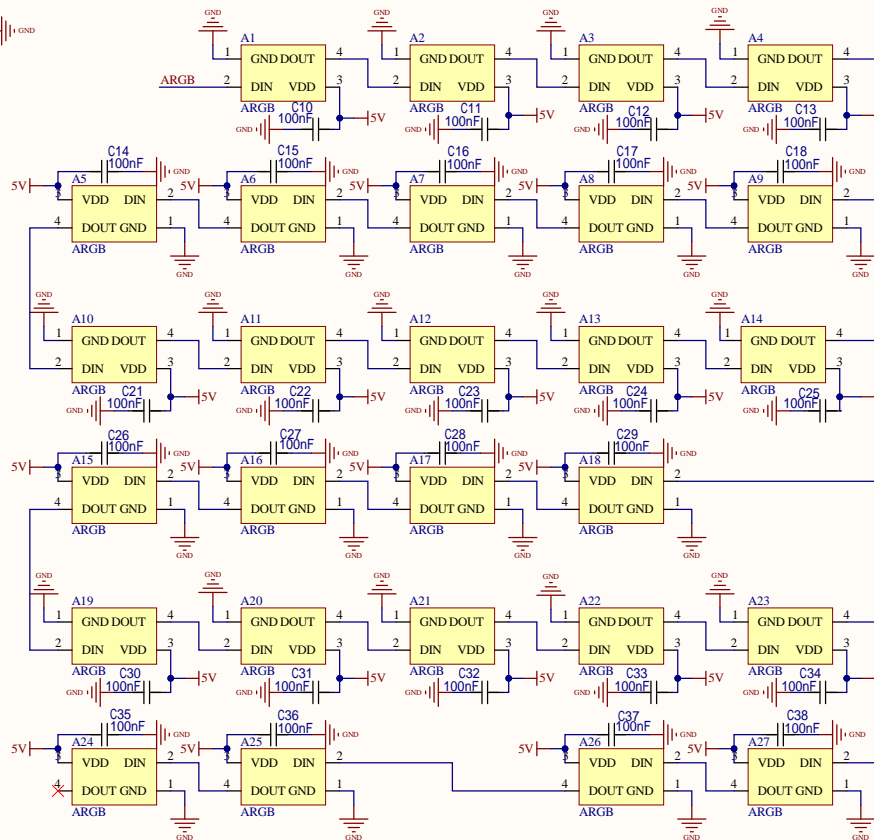 GND
GND GND GND GND
A1 A2 A3 A4
1 GND DOUT 4 1 GND DOUT 4 1 GND DOUT 4 1 GND DOUT 4
ARGB 2 DIN VDD 3 2 DIN VDD 3 2 DIN VDD 3 2 DIN VDD 3
ARGB C10 ARGB C11 ARGB C12 ARGB C13
100nF 5V 100nF 5V 100nF 5V 100nF
GND GND GND GND
C14 C15 C16 C17 C18
100nF 100nF 100nF 100nF 100nF
GND GND GND GND GND
5V A5 5V A6 5V A7 5V A8 5V A9
3 VDD DIN 2 3 VDD DIN 2 3 VDD DIN 2 3 VDD DIN 2 3 VDD DIN 2
4 DOUT GND 1 4 DOUT GND 1 4 DOUT GND 1 4 DOUT GND 1 4 DOUT GND 1
ARGB ARGB ARGB ARGB ARGB
GND GND GND GND GND
GND GND GND GND GND
A10 A11 A12 A13 A14
1 GND DOUT 4 1 GND DOUT 4 1 GND DOUT 4 1 GND DOUT 4 1 GND DOUT 4
2 DIN VDD 3 2 DIN VDD 3 2 DIN VDD 3 2 DIN VDD 3 2 DIN VDD 3
ARGB C21 ARGB C22 ARGB C23 ARGB C24 ARGB C25
100nF 5V 100nF 5V 100nF 5V 100nF 5V 100nF
GND GND GND GND GND
C26 C27 C28 C29
100nF 100nF 100nF 100nF
GND GND GND GND
5V A15 5V A16 5V A17 5V A18
3 VDD DIN 2 3 VDD DIN 2 3 VDD DIN 2 3 VDD DIN 2
4 DOUT GND 1 4 DOUT GND 1 4 DOUT GND 1 4 DOUT GND 1
ARGB ARGB ARGB ARGB
GND GND GND GND
GND GND GND GND GND
A19 A20 A21 A22 A23
1 GND DOUT 4 1 GND DOUT 4 1 GND DOUT 4 1 GND DOUT 4 1 GND DOUT 4
2 DIN VDD 3 2 DIN VDD 3 2 DIN VDD 3 2 DIN VDD 3 2 DIN VDD 3
ARGB C30 ARGB C31 ARGB C32 ARGB C33 ARGB C34
100nF 5V 100nF 5V 100nF 5V 100nF 5V 100nF
GND GND GND GND GND
C35 C36 C37 C38
100nF 100nF 100nF 100nF
GND GND GND GND
5V A24 5V A25 5V A26 5V A27
3 VDD DIN 2 3 VDD DIN 2 3 VDD DIN 2 3 VDD DIN 2
4 DOUT GND 1 4 DOUT GND 1 4 DOUT GND 1 4 DOUT GND 1
ARGB ARGB ARGB ARGB
GND GND GND GND